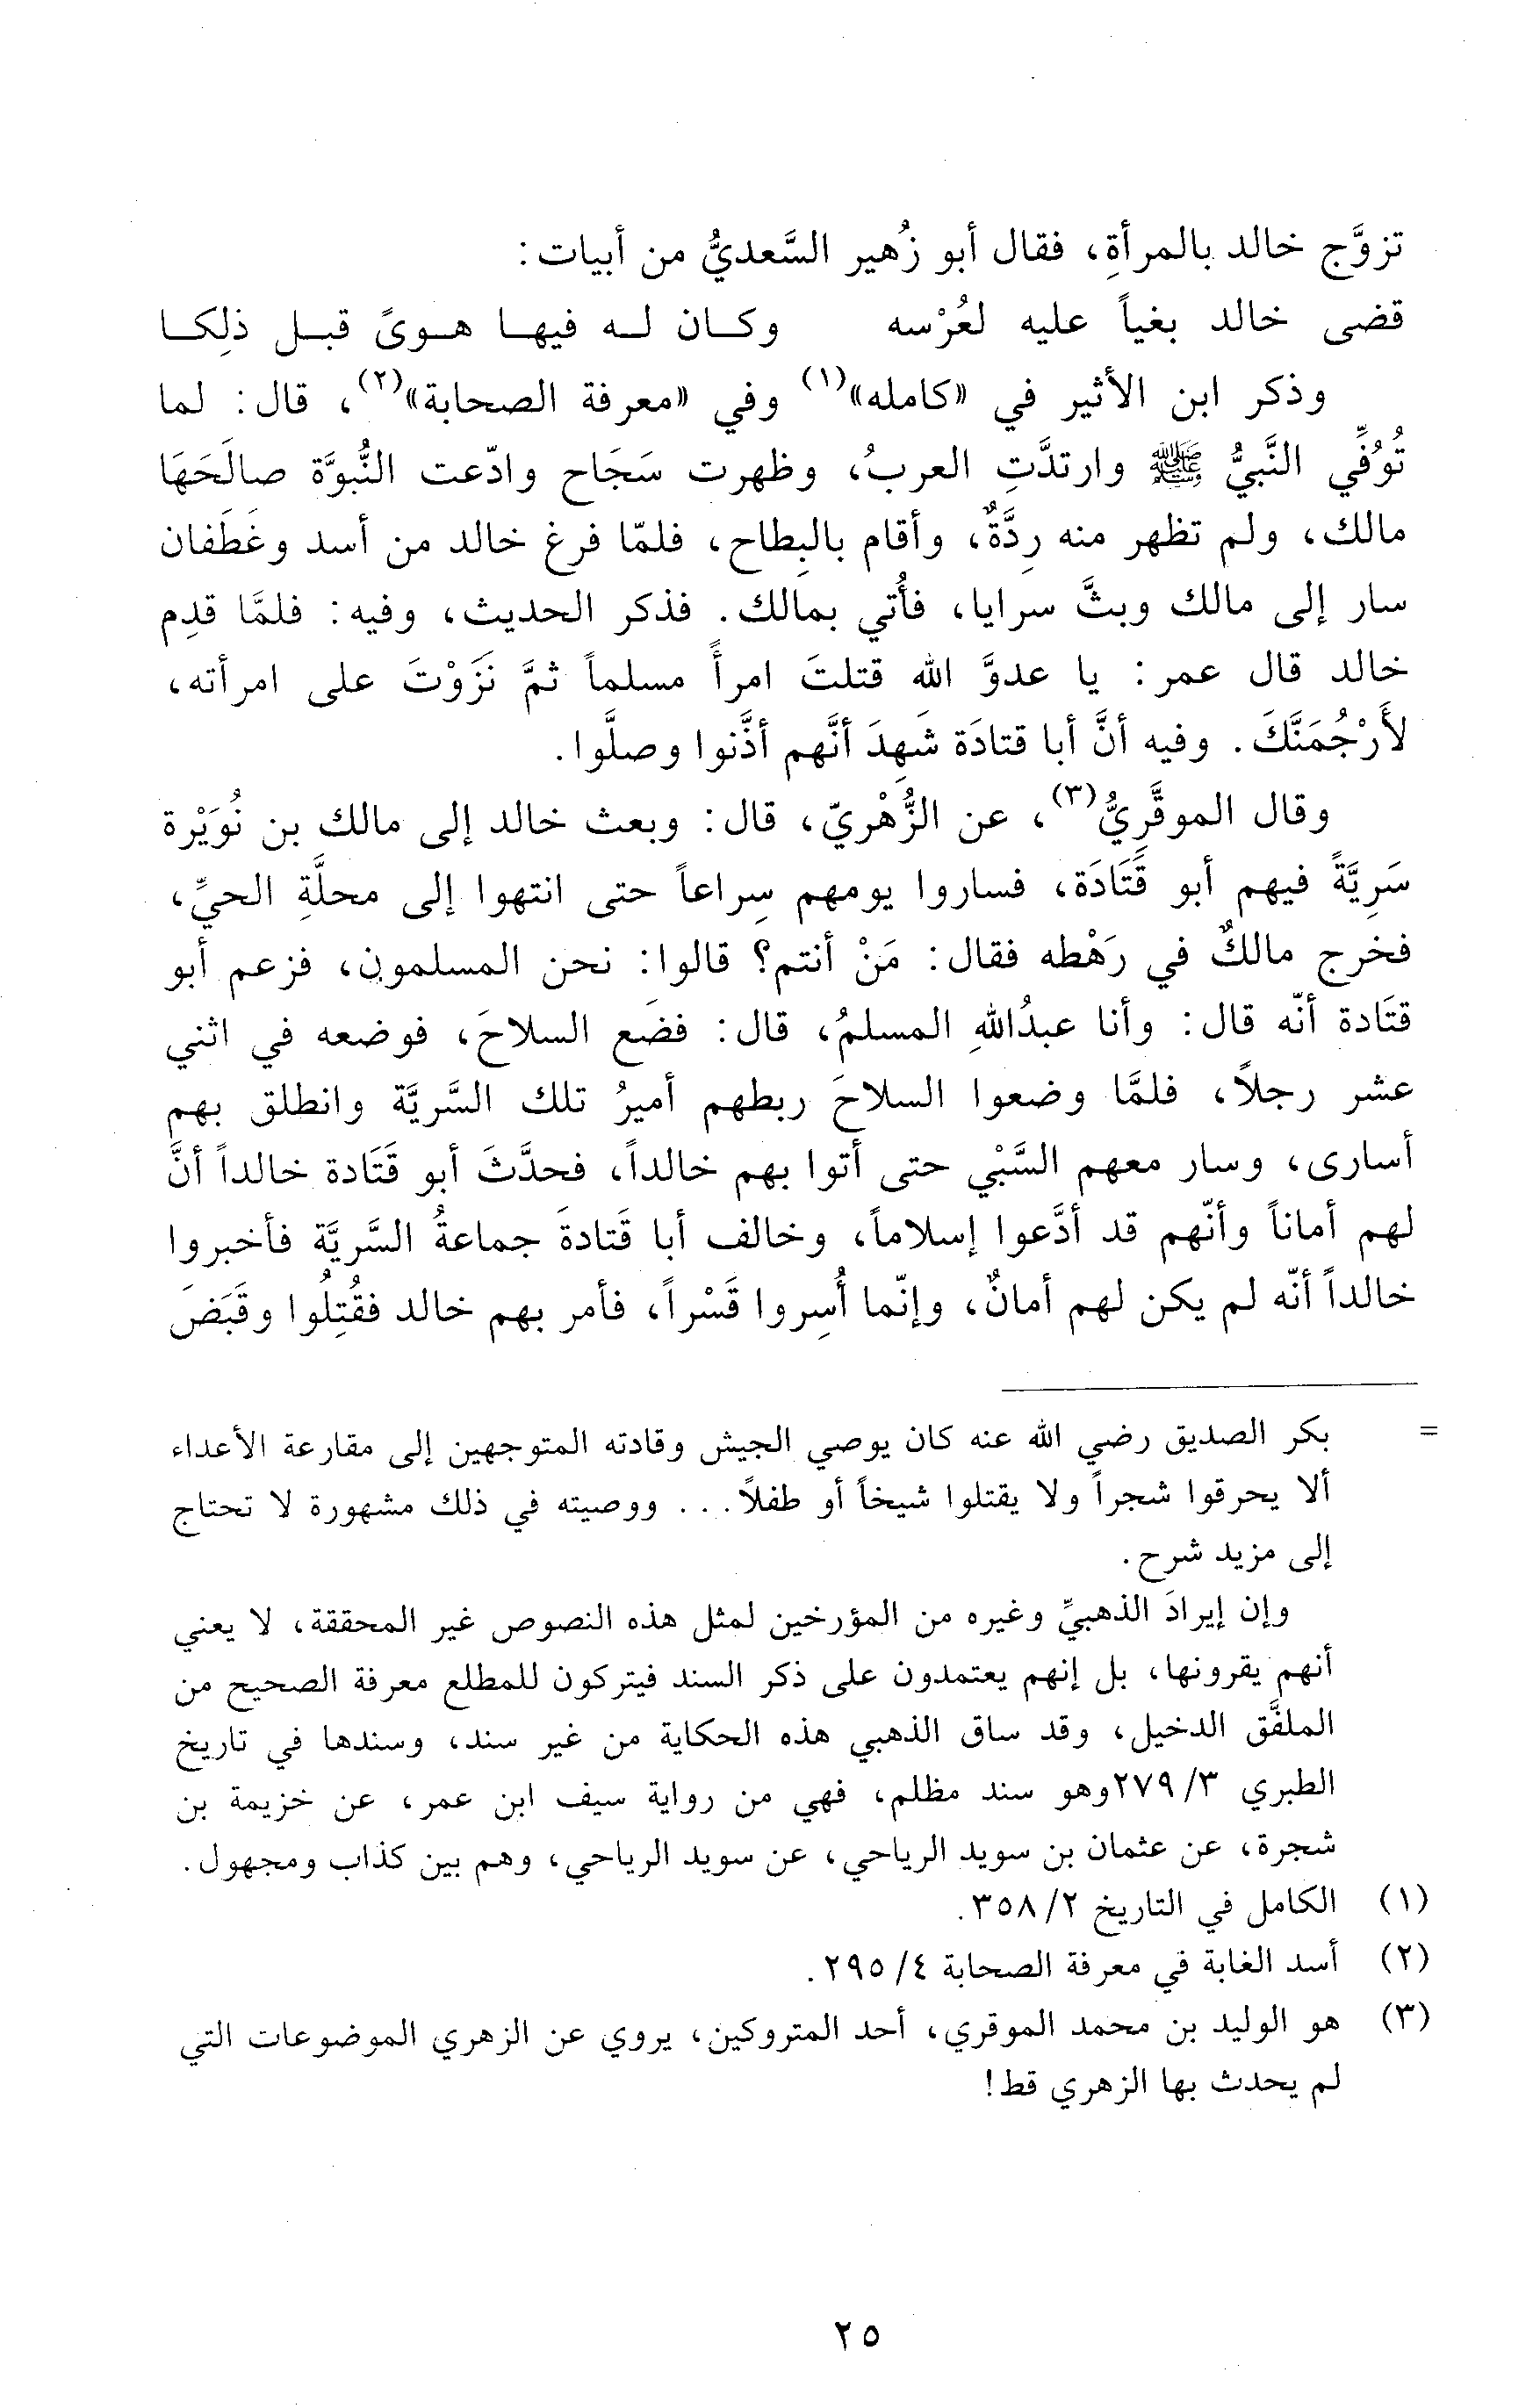 تزوَّج خالد بالمرأةِ، فقال أبو زُهير السَّعديُّ من أبيات:
قضى خالد بغياً عليه لعُرْسه وكـان لـه فيهـا هـوىً قبـل ذلِكـا
وذكر ابن الأثير في «كامله»(١) وفي «معرفة الصحابة»(٢)، قال: لما
تُوُفِّي النَّبيُّ ﷺ وارتدَّتِ العربُ، وظهرت سَجَاح وادّعت النُّبوَّة صالَحَهَا
مالك، ولم تظهر منه رِدَّةٌ، وأقام بالبِطاح، فلمّا فرغ خالد من أسد وغَطَفان
سار إلى مالك وبثَّ سرايا، فأُتي بمالك. فذكر الحديث، وفيه: فلمَّا قدِم
خالد قال عمر: يا عدوَّ الله قتلتَ امرأً مسلماً ثمَّ نَزَوْتَ على امرأته،
لأَرْجُمَنَّكَ. وفيه أنَّ أبا قتادَة شَهِدَ أنَّهم أذَّنوا وصلَّوا.
وقال الموقَّرِيُّ(٣)، عن الزُّهْريّ، قال: وبعث خالد إلى مالك بن نُوَيْرة
سَرِيَّةً فيهم أبو قَتَادَة، فساروا يومهم سِراعاً حتى انتهوا إلى محلَّةِ الحيِّ،
فخرج مالكٌ في رَهْطه فقال: مَنْ أنتم؟ قالوا: نحن المسلمون، فزعم أبو
قتَادة أنّه قال: وأنا عبدُاللهِ المسلمُ، قال: فضَع السلاحَ، فوضعه في اثني
عشر رجلاً، فلمَّا وضعوا السلاحَ ربطهم أميرُ تلك السَّريَّة وانطلق بهم
أسارى، وسار معهم السَّبْي حتى أتوا بهم خالداً، فحدَّثَ أبو قَتَادة خالداً أنَّ
لهم أماناً وأنّهم قد أدَّعوا إسلاماً، وخالف أبا قَتادةَ جماعةُ السَّريَّة فأخبروا
خالداً أنّه لم يكن لهم أمانٌ، وإنّما أُسِروا قَسْراً، فأمر بهم خالد فقُتِلُوا وقَبَضَ
= بكر الصديق رضي الله عنه كان يوصي الجيش وقادته المتوجهين إلى مقارعة الأعداء
ألا يحرقوا شجراً ولا يقتلوا شيخاً أو طفلاً. . . ووصيته في ذلك مشهورة لا تحتاج
إلى مزيد شرح.
وإن إيرادَ الذهبيِّ وغيره من المؤرخين لمثل هذه النصوص غير المحققة، لا يعني
أنهم يقرونها، بل إنهم يعتمدون على ذكر السند فيتركون للمطلع معرفة الصحيح من
الملفَّق الدخيل، وقد ساق الذهبي هذه الحكاية من غير سند، وسندها في تاريخ
الطبري ٣/ ٢٧٩وهو سند مظلم، فهي من رواية سيف ابن عمر، عن خزيمة بن
شجرة، عن عثمان بن سويد الرياحي، عن سويد الرياحي، وهم بين كذاب ومجهول.
(١) الكامل في التاريخ ٢/ ٣٥٨.
(٢) أسد الغابة في معرفة الصحابة ٤/ ٢٩٥.
(٣) هو الوليد بن محمد الموقري، أحد المتروكين، يروي عن الزهري الموضوعات التي
لم يحدث بها الزهري قط!
٢٥